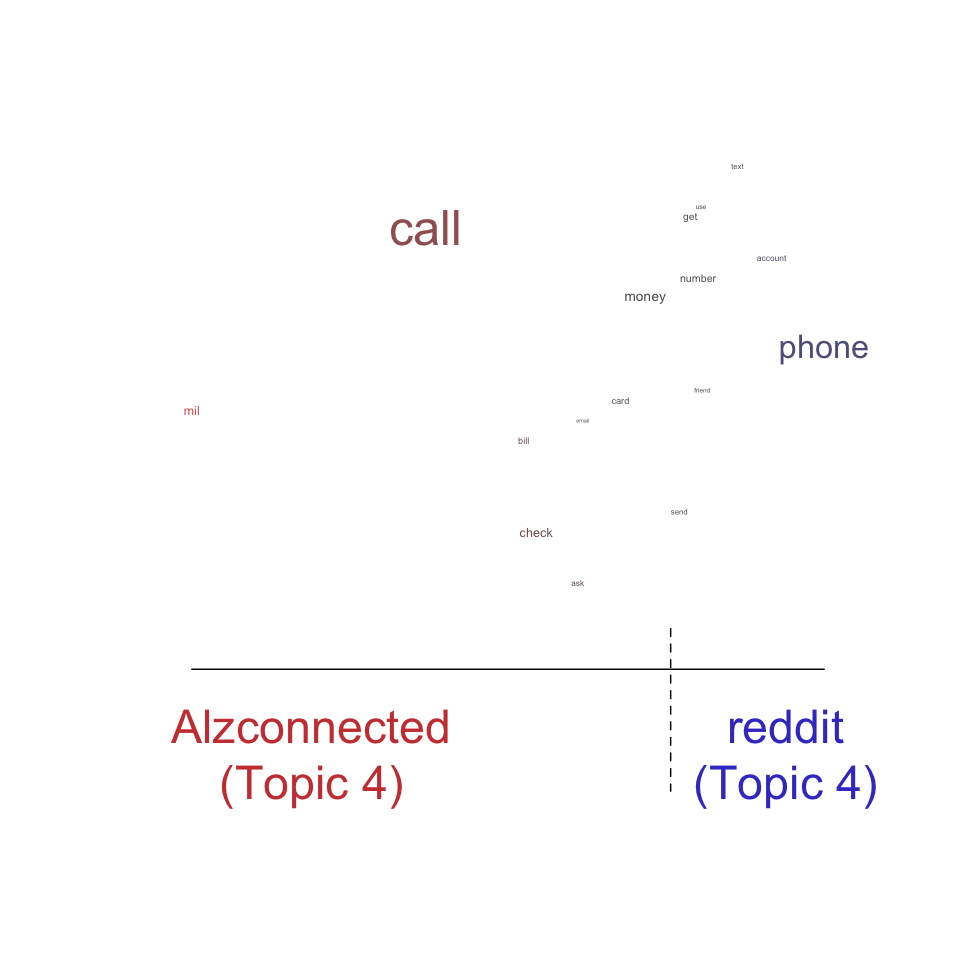 text
use
get
call
account
number
money
phone
friend
card
mil
email
bill
send
check
ask
Alzconnected
(Topic 4)
reddit
(Topic 4)